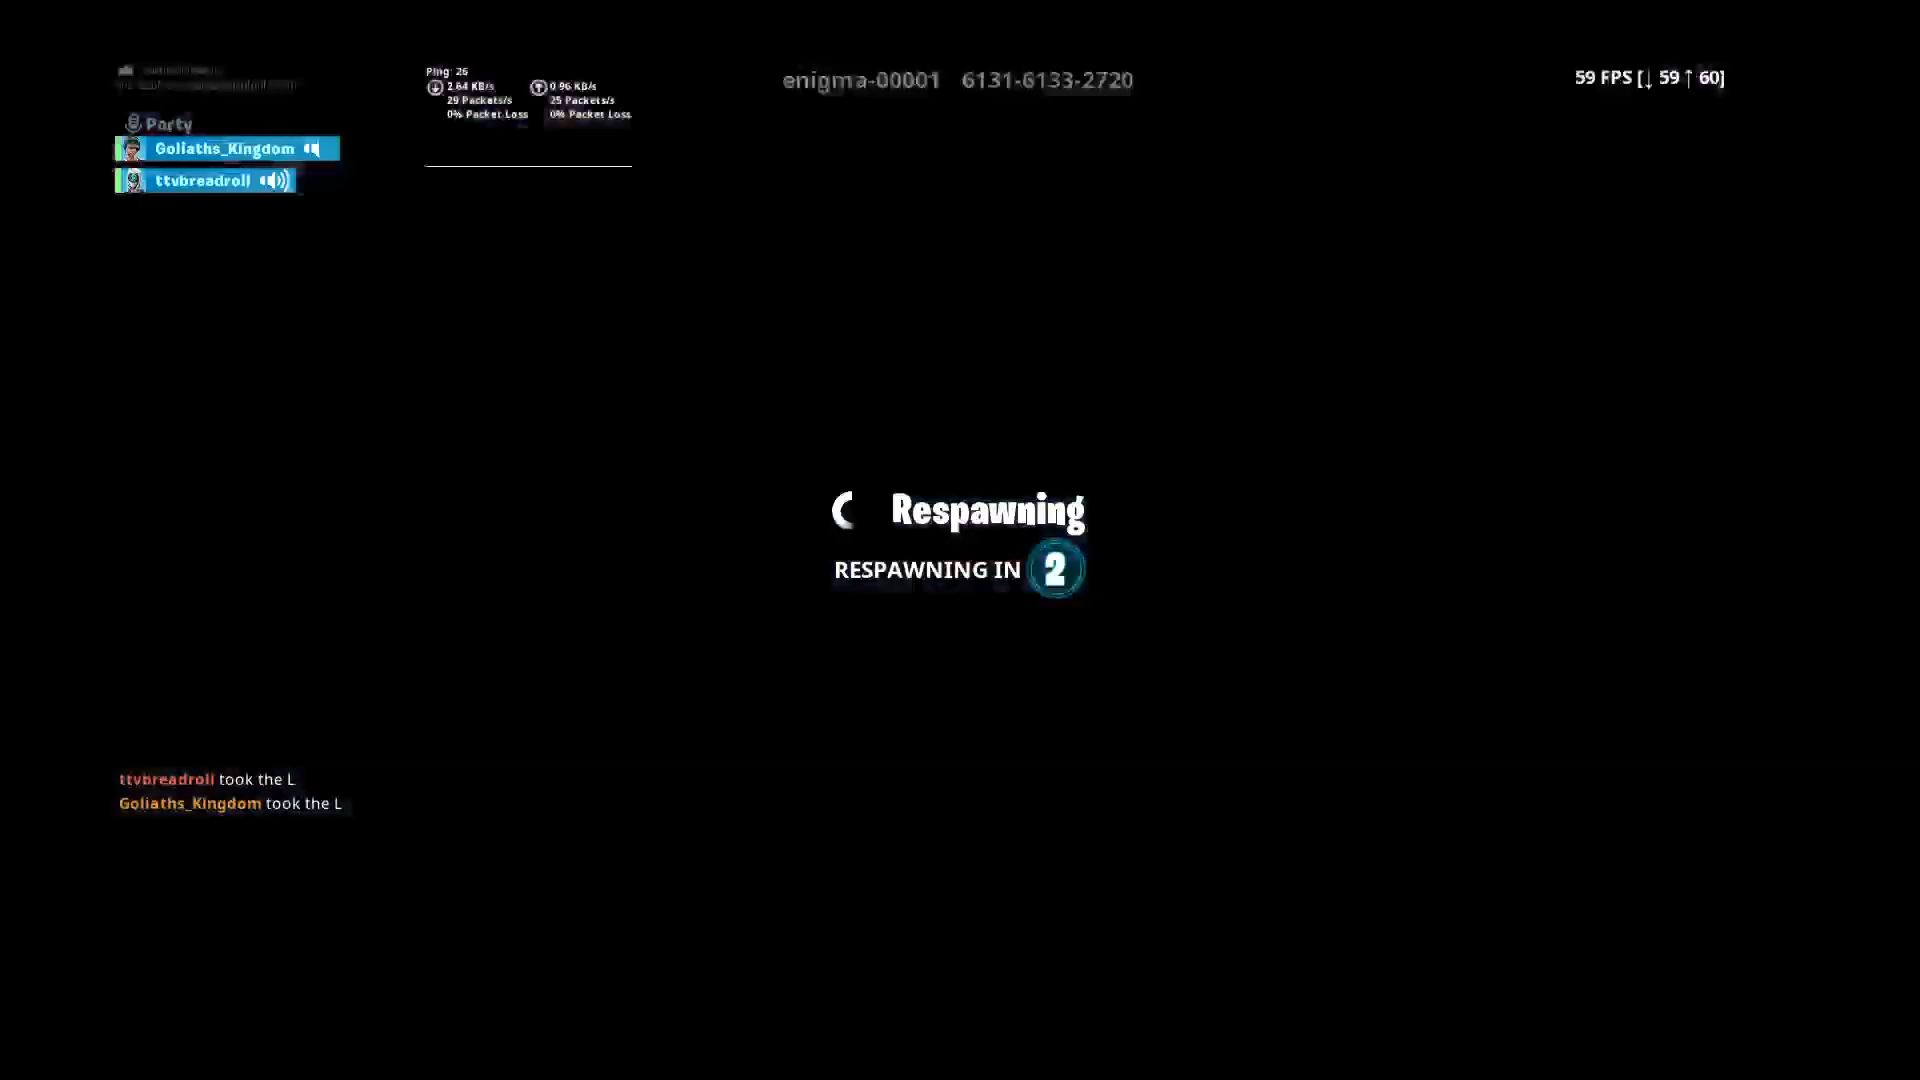 Ping: 26
2.64 KB/s 0.96 KB/s
29 Packets/s 25 Packets/s
0% Packet Loss 0% Packet Loss
enigma-00001 6131-6133-2720
59 FPS [↓ 59 ↑ 60]
Party
Goliaths_Kingdom
ttvbreadroll
Respawning
RESPAWNING IN 2
ttvbreadroll took the L
Goliaths_Kingdom took the L